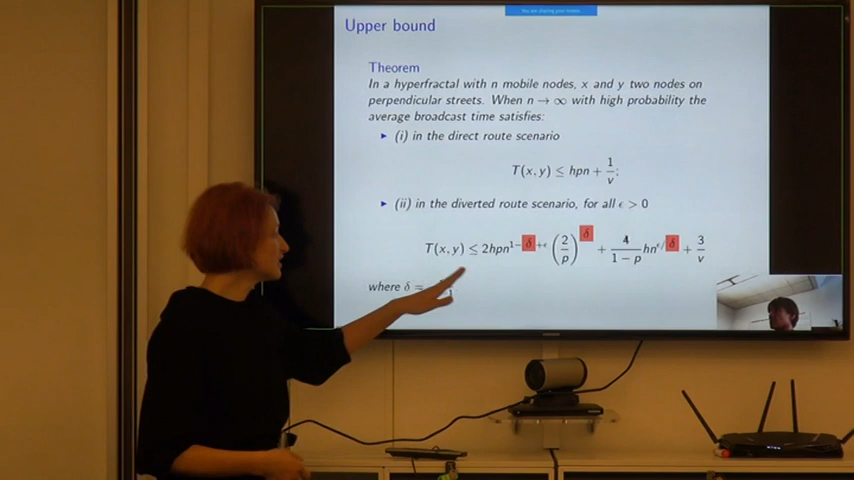 You are sharing your screen
Upper bound
Theorem
In a hyperfractal with n mobile nodes, x and y two nodes on
perpendicular streets. When n → ∞ with high probability the
average broadcast time satisfies:
▶ (i) in the direct route scenario
T(x, y) ≤ hpn + 1/v;
▶ (ii) in the diverted route scenario, for all ϵ > 0
T(x, y) ≤ 2hpn^{1−δ+ϵ} (2/p)^δ + 4/(1−p) hn^{ϵ/δ} + 3/v
where δ =